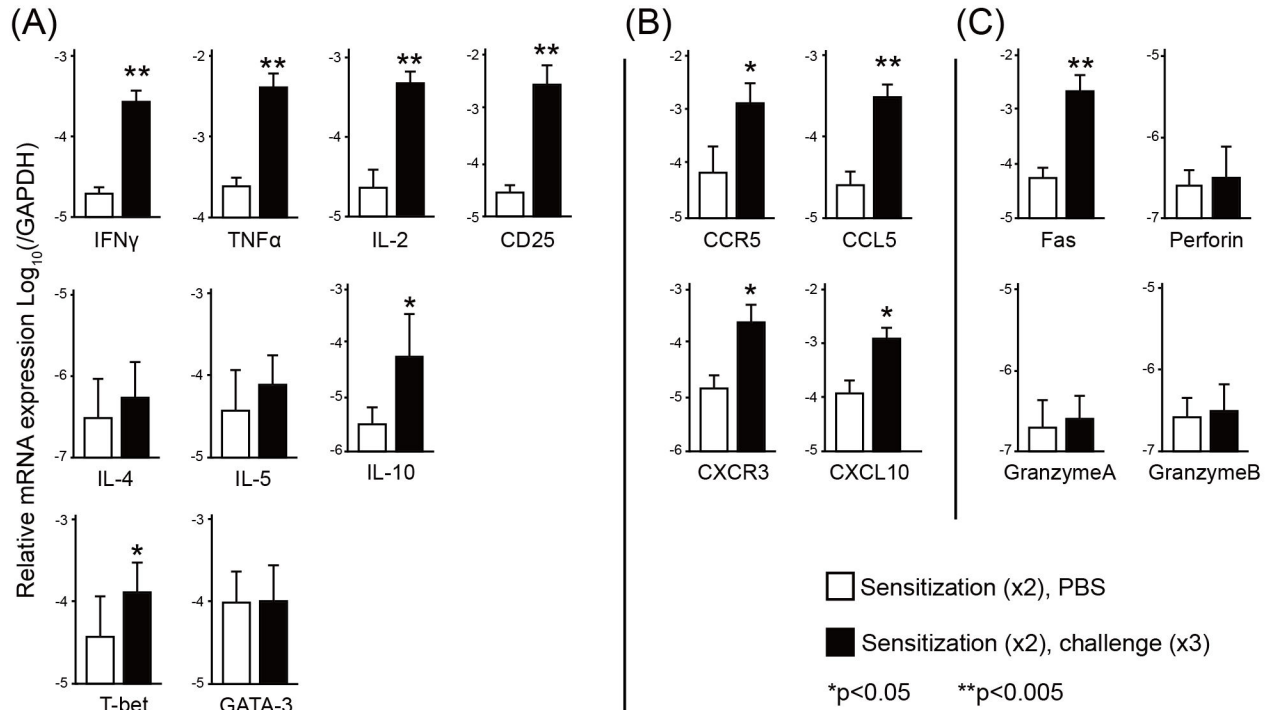 (A)
(B)
(C)
Relative mRNA expression Log10(/GAPDH)
-3
-4
-5
**
IFNγ
-2
-3
-4
**
TNFα
-3
-4
-5
**
IL-2
-2
-3
-4
-5
**
CD25
-2
-3
-4
-5
*
CCR5
-2
-3
-4
-5
**
CCL5
-2
-3
-4
-5
**
Fas
-5
-6
-7
Perforin
-5
-6
-7
IL-4
-3
-4
-5
IL-5
-3
-4
-5
-6
*
IL-10
-3
-4
-5
-6
*
CXCR3
-2
-3
-4
-5
*
CXCL10
-5
-6
-7
GranzymeA
-5
-6
-7
GranzymeB
-3
-4
-5
*
T-bet
-3
-4
-5
GATA-3
Sensitization (x2), PBS
Sensitization (x2), challenge (x3)
*p<0.05 **p<0.005